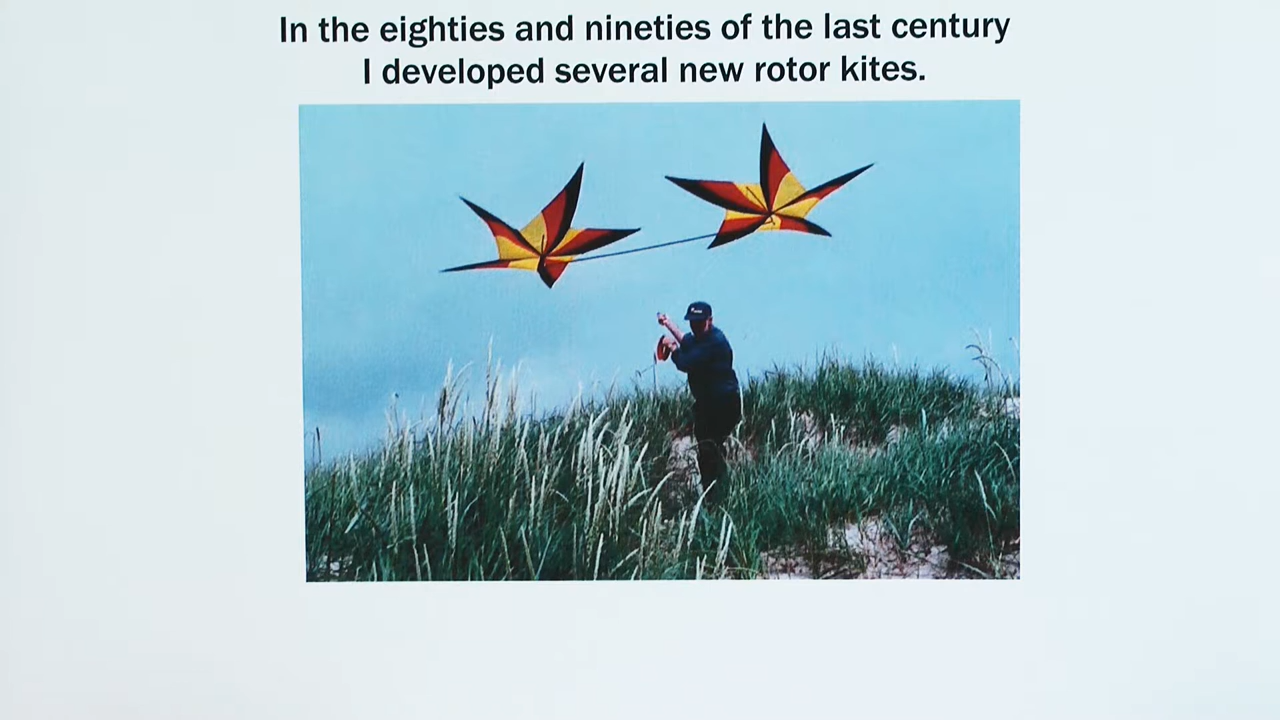 In the eighties and nineties of the last century
I developed several new rotor kites.